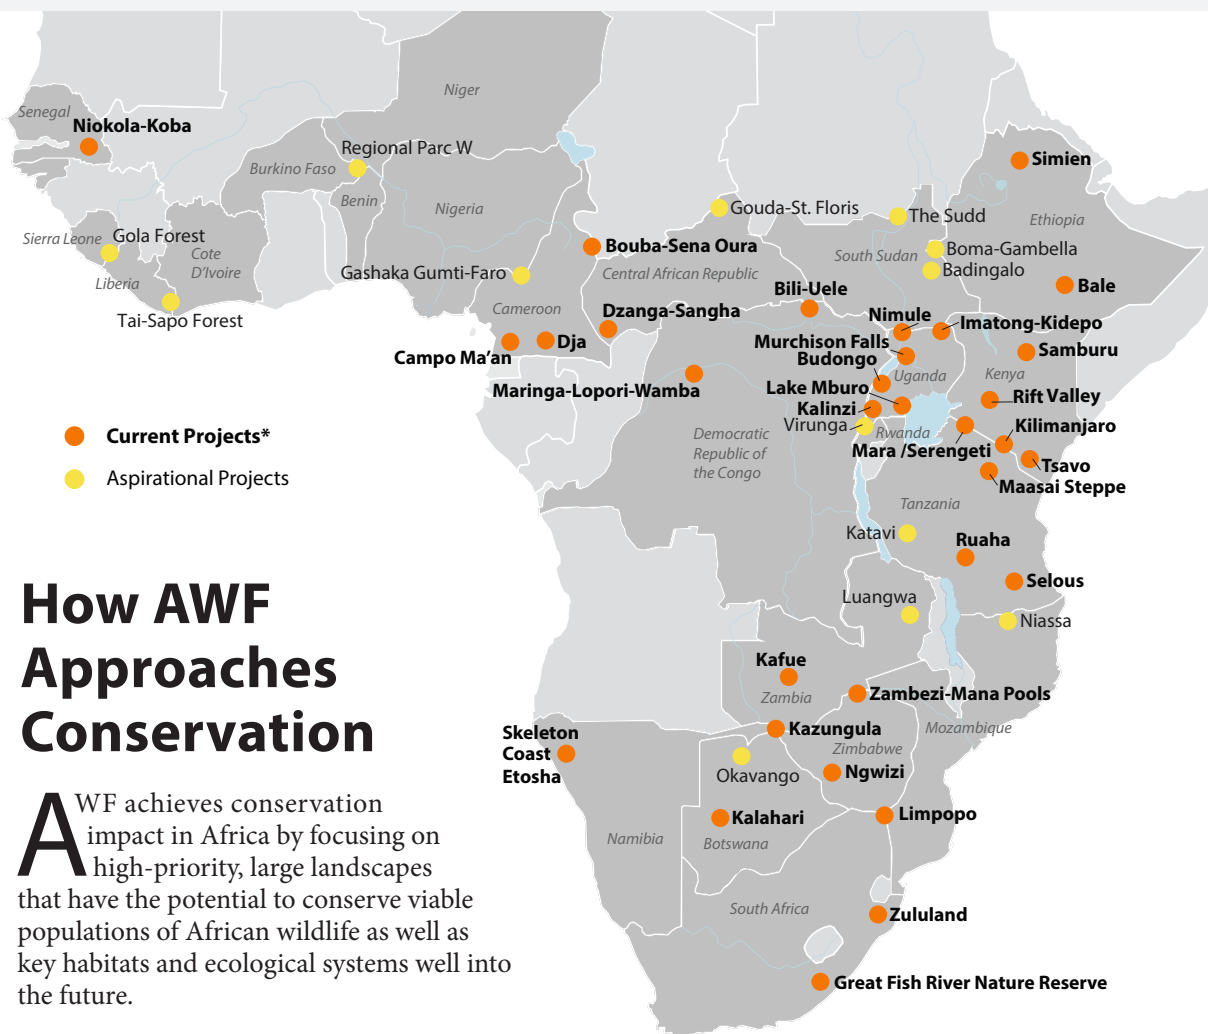 Niger
Senegal
Niokola-Koba
Regional Parc W
Burkino Faso
Benin
Nigeria
Simien
Gouda-St. Floris
The Sudd
Ethiopia
Sierra Leone
Gola Forest
Cote
D'Ivoire
Liberia
Tai-Sapo Forest
Gashaka Gumti-Faro
Bouba-Sena Oura
Central African Republic
South Sudan
Boma-Gambella
Badingalo
Bale
Bili-Uele
Cameroon
Dzanga-Sangha
Nimule
Imatong-Kidepo
Campo Ma'an
Dja
Murchison Falls
Budongo
Samburu
Maringa-Lopori-Wamba
Uganda
Kenya
Lake Mburo
Kalinzi
Rift Valley
Virunga
Rwanda
Kilimanjaro
Mara /Serengeti
Tsavo
Maasai Steppe
Democratic
Republic of
the Congo
Current Projects*
Aspirational Projects
Tanzania
Katavi
Ruaha
Selous
Luangwa
Niassa
How AWF
Approaches
Conservation
Kafue
Zambia
Zambezi-Mana Pools
Mozambique
Kazungula
Zimbabwe
Skeleton
Coast
Etosha
Okavango
Ngwizi
Kalahari
Limpopo
Namibia
Botswana
South Africa
Zululand
Great Fish River Nature Reserve
AWF achieves conservation
impact in Africa by focusing on
high-priority, large landscapes
that have the potential to conserve viable
populations of African wildlife as well as
key habitats and ecological systems well into
the future.